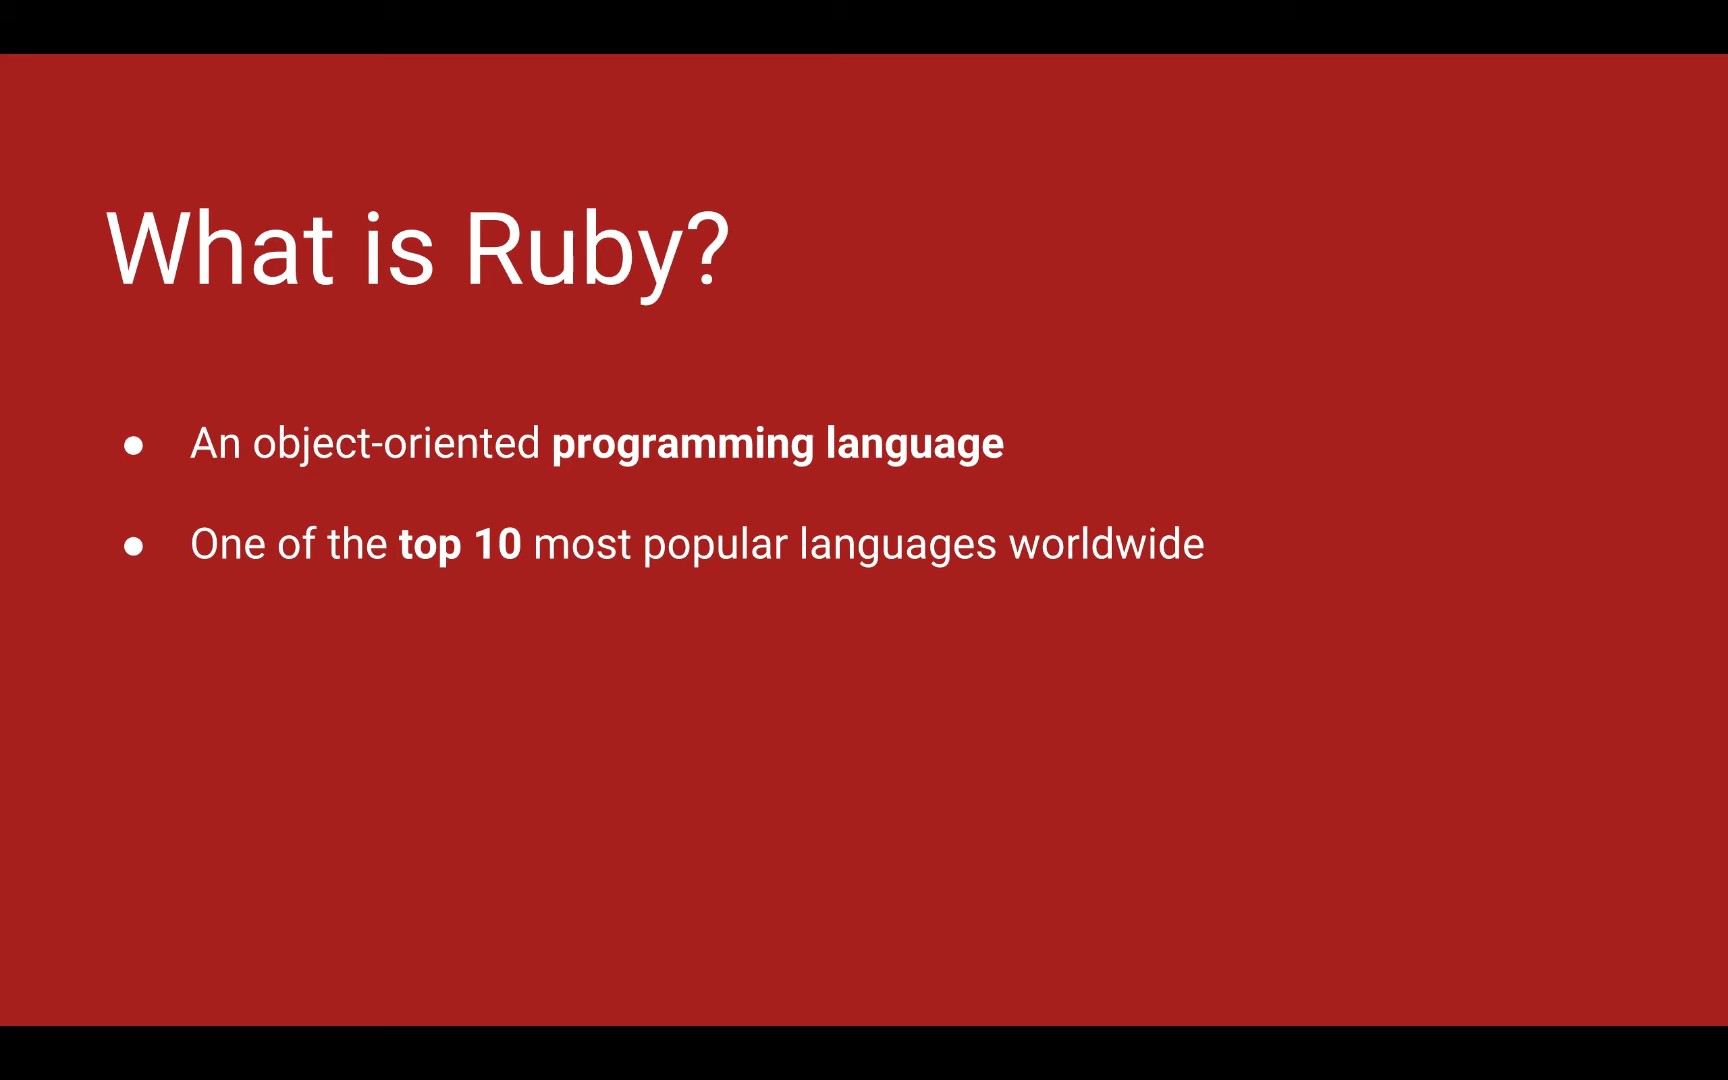 What is Ruby?
● An object-oriented programming language
● One of the top 10 most popular languages worldwide